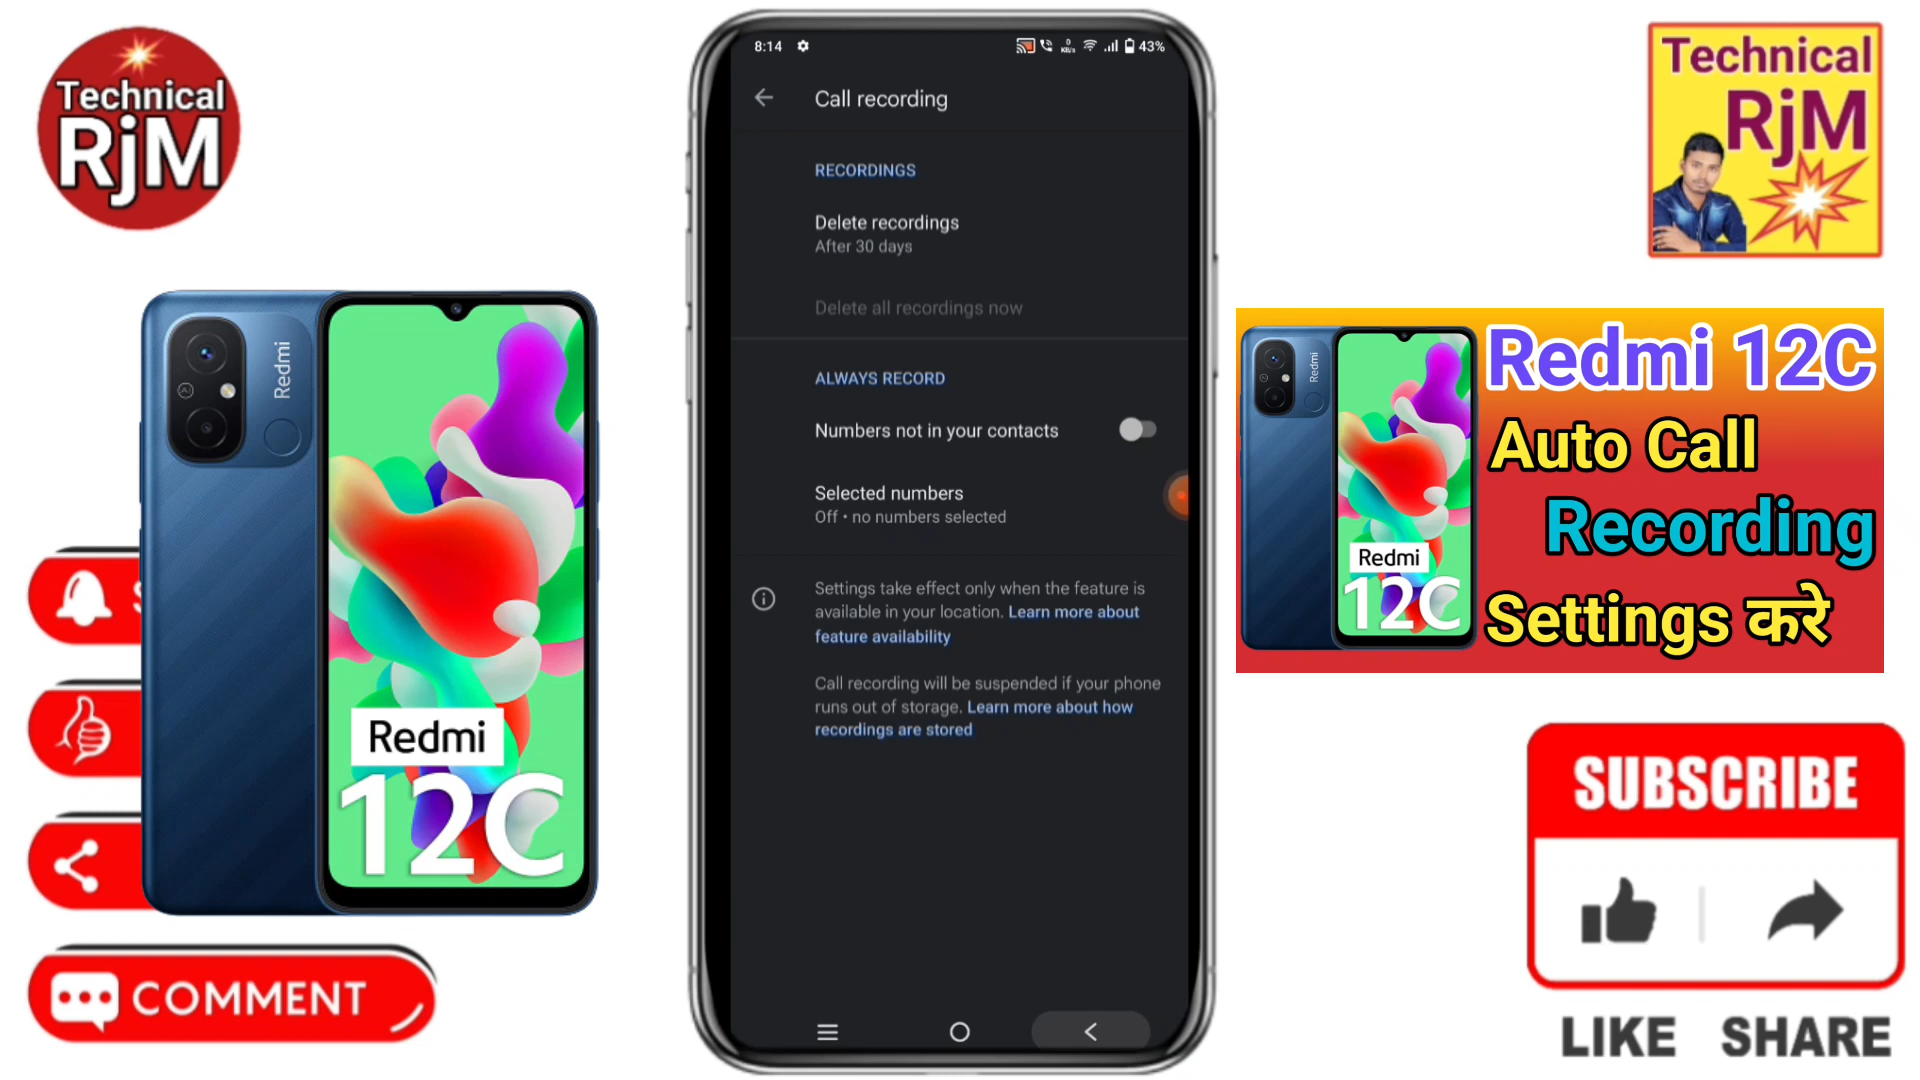 Technical
RjM
Redmi
Redmi
12C
S
COMMENT
8:14
43%
Call recording
RECORDINGS
Delete recordings
After 30 days
Delete all recordings now
ALWAYS RECORD
Numbers not in your contacts
Selected numbers
Off • no numbers selected
Settings take effect only when the feature is
available in your location. Learn more about
feature availability
Call recording will be suspended if your phone
runs out of storage. Learn more about how
recordings are stored
Technical
RjM
Redmi
Redmi
12C
Redmi 12C
Auto Call
Recording
Settings करे
SUBSCRIBE
LIKE SHARE